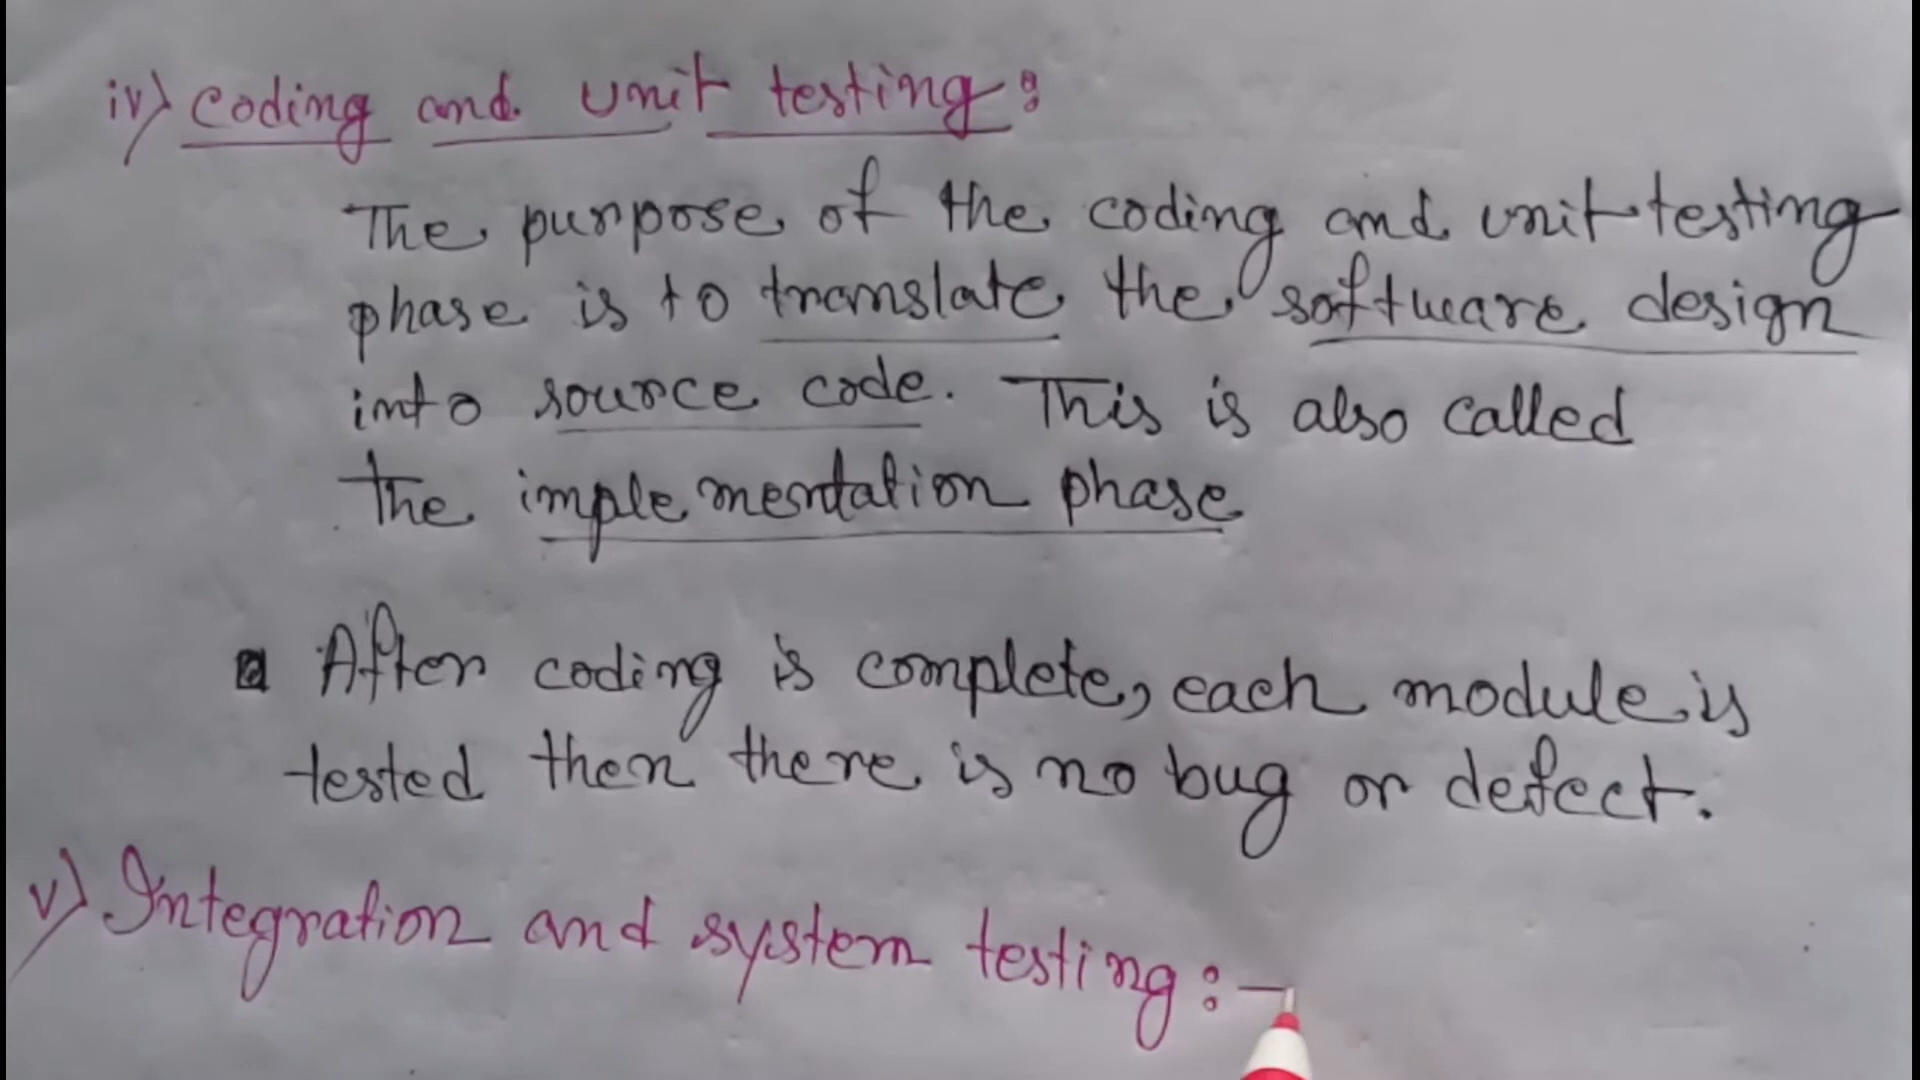 iv) Coding and unit testing:
The purpose of the coding and unit testing
phase is to translate the software design
into source code. This is also called
the implementation phase
After coding is complete, each module is
tested then there is no bug or defect.
v) Integration and system testing:-